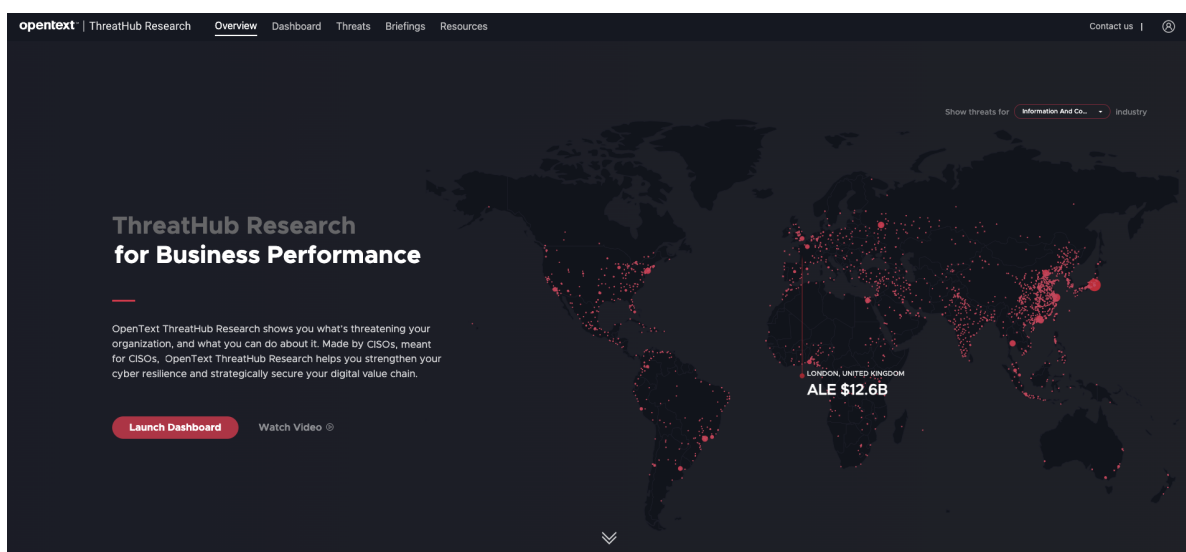 opentext™ | ThreatHub Research Overview Dashboard Threats Briefings Resources Contact us |
Show threats for Information And Co... industry
ThreatHub Research
for Business Performance
OpenText ThreatHub Research shows you what's threatening your
organization, and what you can do about it. Made by CISOs, meant
for CISOs, OpenText ThreatHub Research helps you strengthen your
cyber resilience and strategically secure your digital value chain.
LONDON, UNITED KINGDOM
ALE $12.6B
Launch Dashboard Watch Video